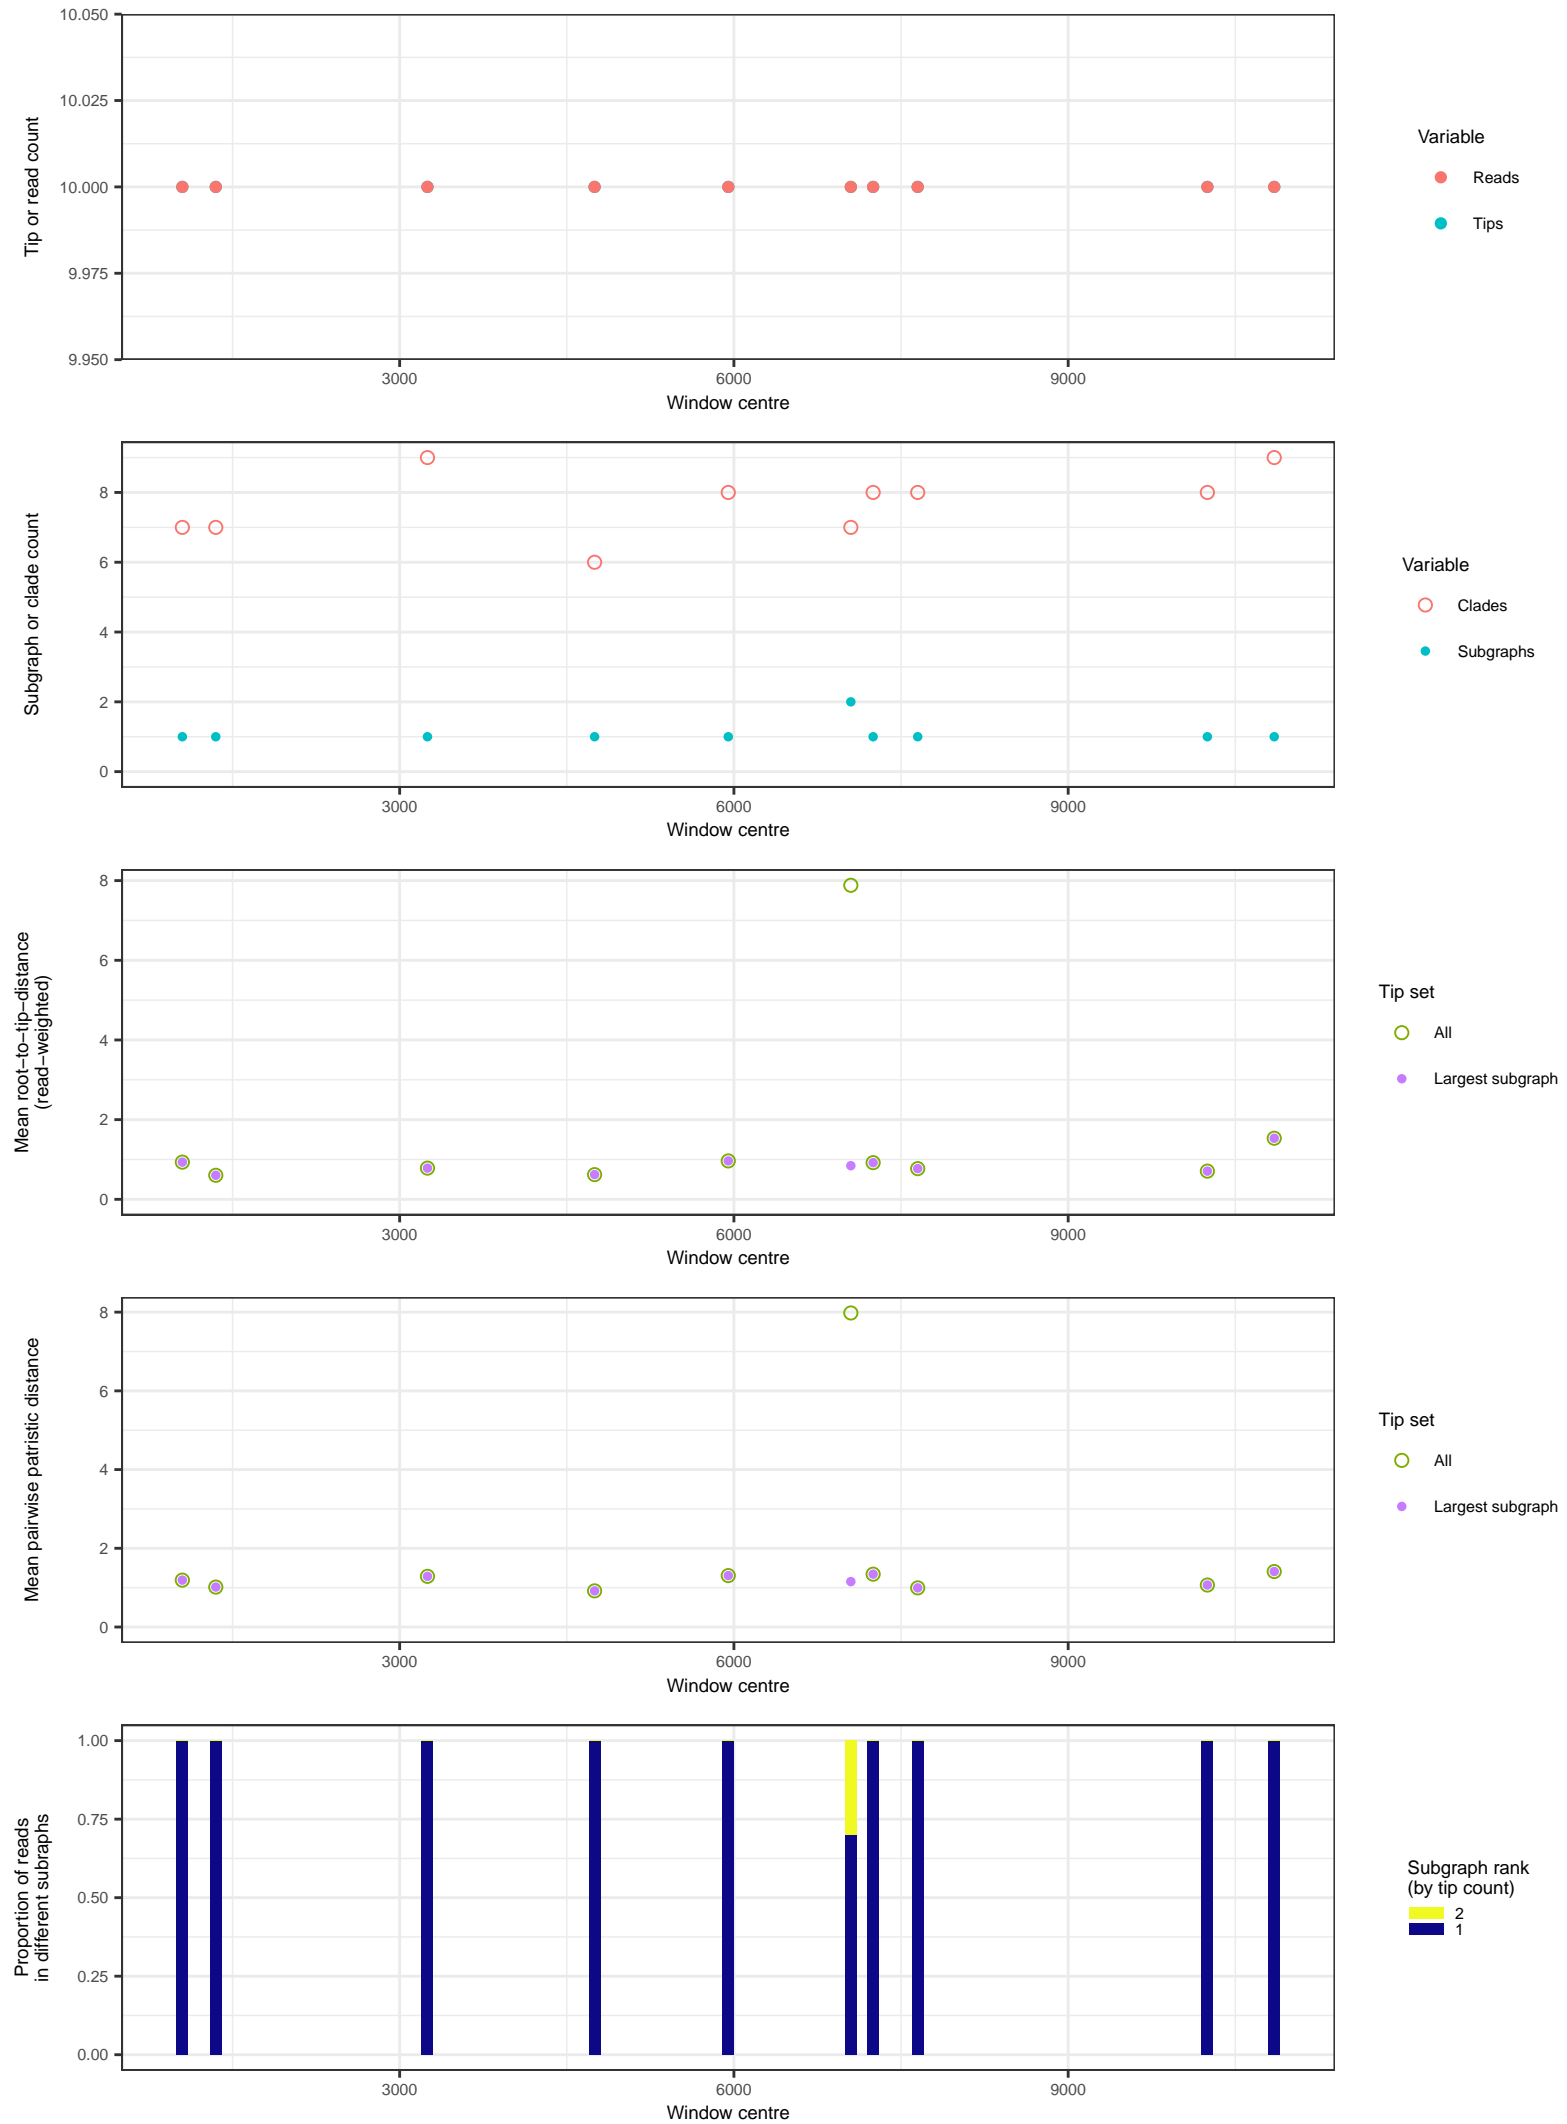 10.050
10.025
10.000
9.975
9.950
Tip or read count
3000 6000 9000
Window centre
Variable
Reads
Tips
8
6
4
2
0
Subgraph or clade count
3000 6000 9000
Window centre
Variable
Clades
Subgraphs
8
6
4
2
0
Mean root−to−tip−distance
(read−weighted)
3000 6000 9000
Window centre
Tip set
All
Largest subgraph
8
6
4
2
0
Mean pairwise patristic distance
3000 6000 9000
Window centre
Tip set
All
Largest subgraph
1.00
0.75
0.50
0.25
0.00
Proportion of reads
in different subraphs
3000 6000 9000
Window centre
Subgraph rank
(by tip count)
2
1